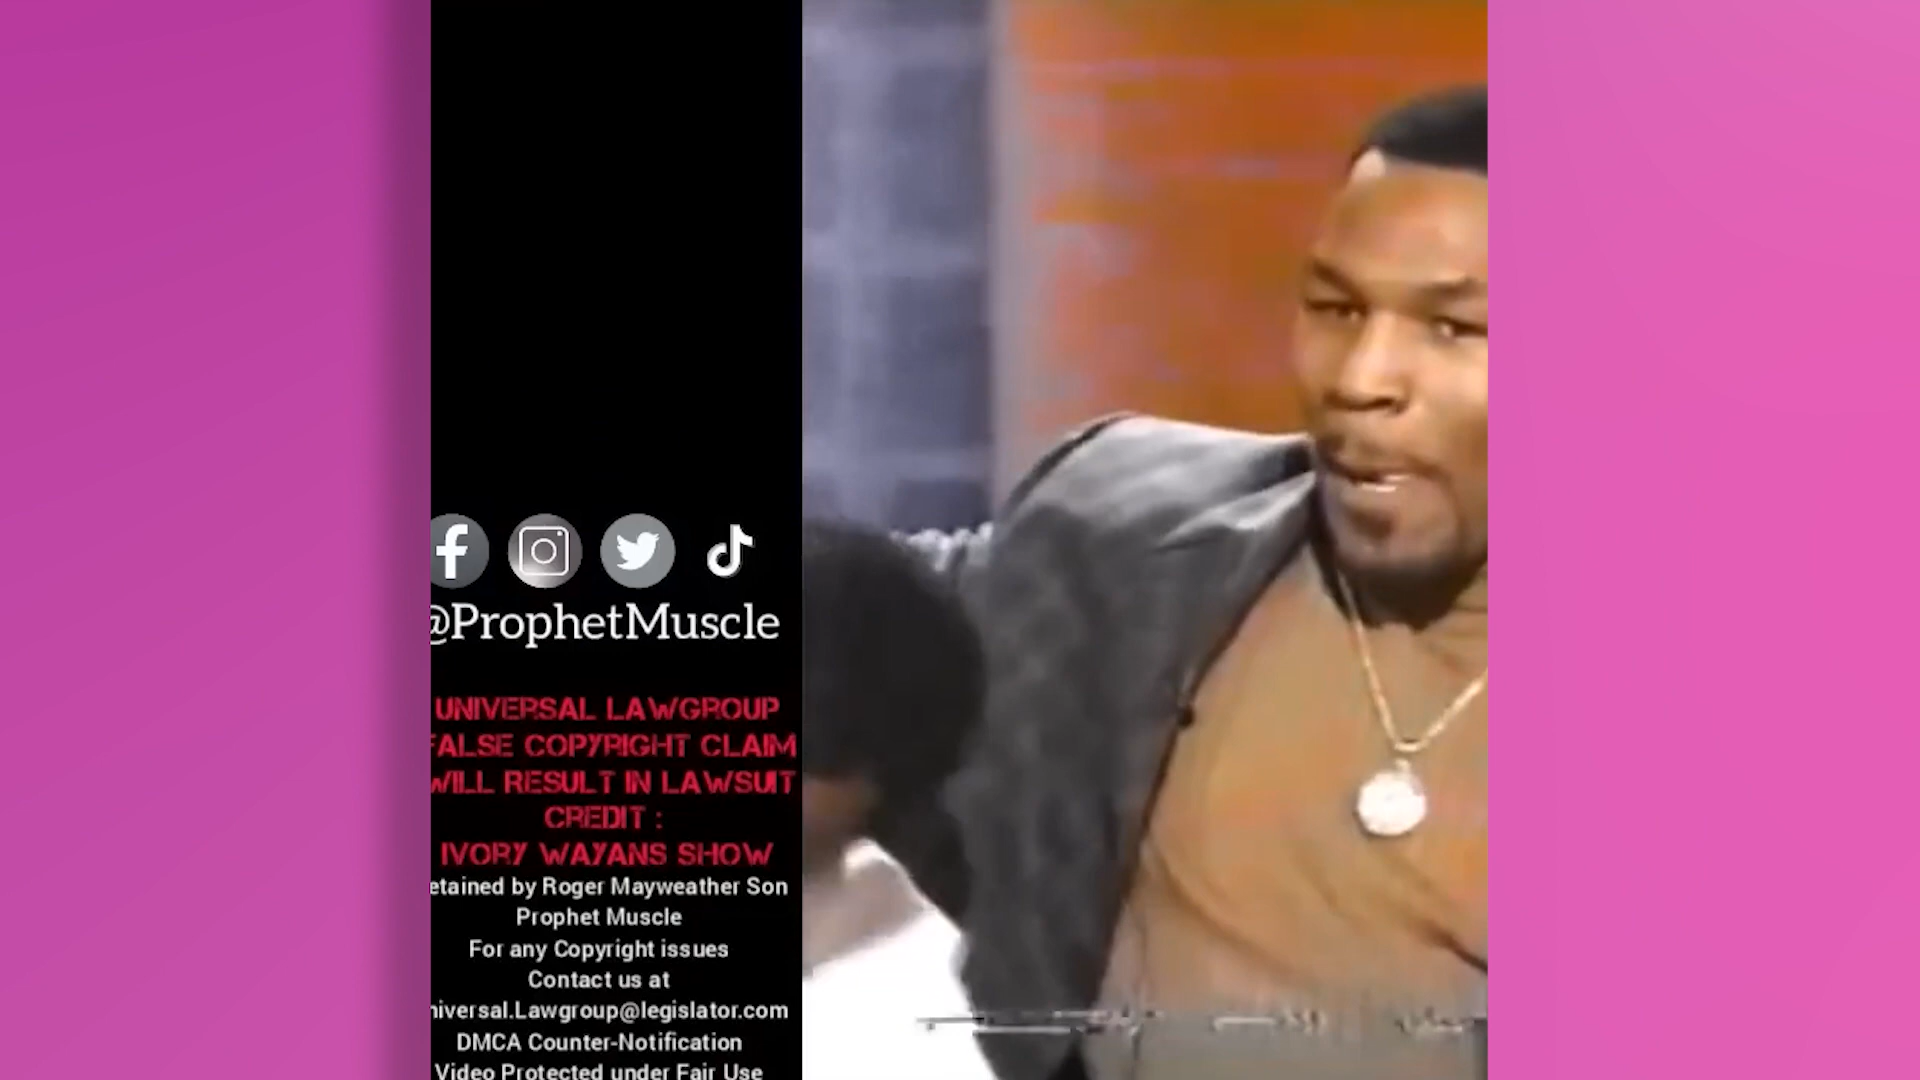 @ProphetMuscle
UNIVERSAL LAWGROUP
FALSE COPYRIGHT CLAIM
WILL RESULT IN LAWSUIT
CREDIT :
IVORY WAYANS SHOW
etained by Roger Mayweather Son
Prophet Muscle
For any Copyright issues
Contact us at
niversal.Lawgroup@legislator.com
DMCA Counter-Notification
Video Protected under Fair Use